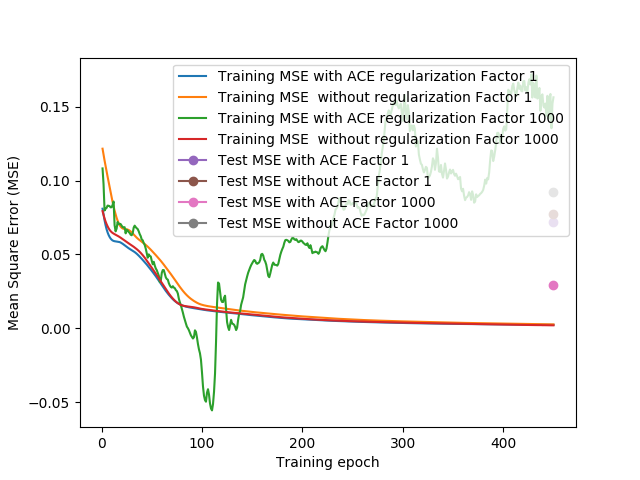 Training MSE with ACE regularization Factor 1
Training MSE  without regularization Factor 1
Training MSE with ACE regularization Factor 1000
Training MSE  without regularization Factor 1000
Test MSE with ACE Factor 1
Test MSE without ACE Factor 1
Test MSE with ACE Factor 1000
Test MSE without ACE Factor 1000
Mean Square Error (MSE)
0.15
0.10
0.05
0.00
−0.05
0
100
200
300
400
Training epoch